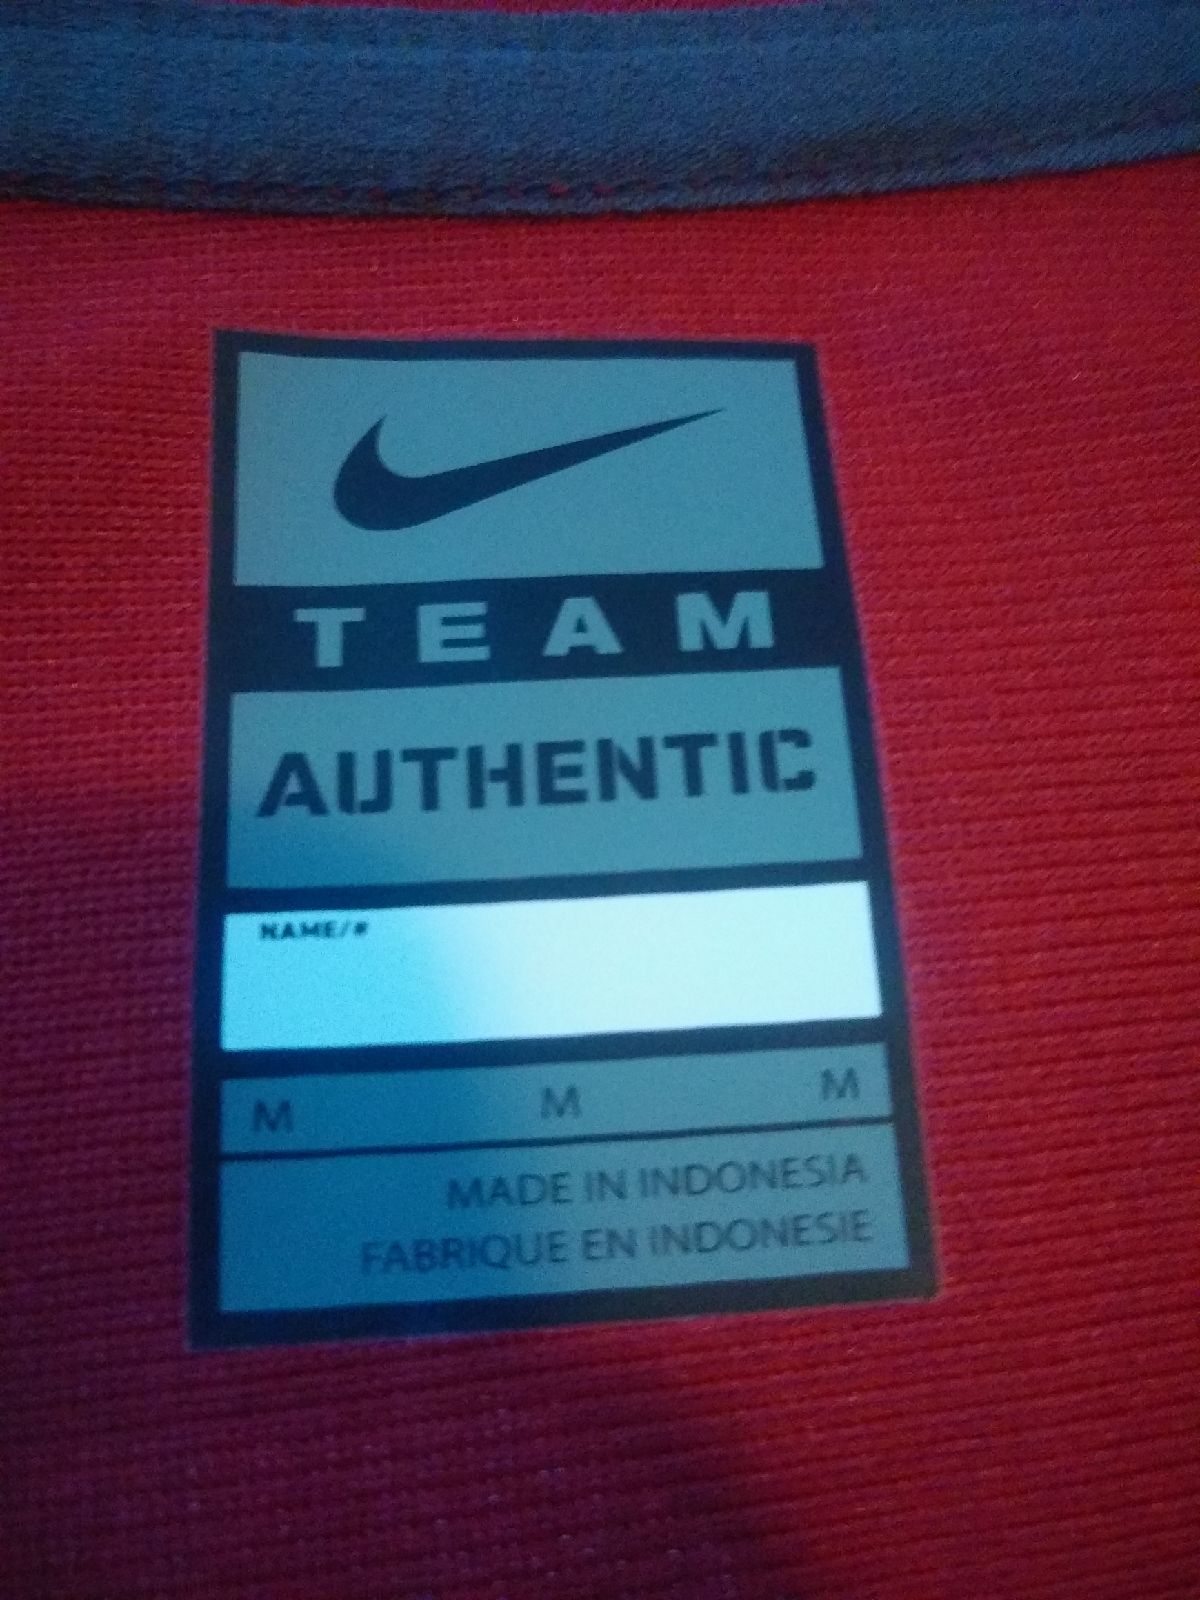 TEAM
AUTHENTIC
NAME/#
M M M
MADE IN INDONESIA
FABRIQUE EN INDONESIE